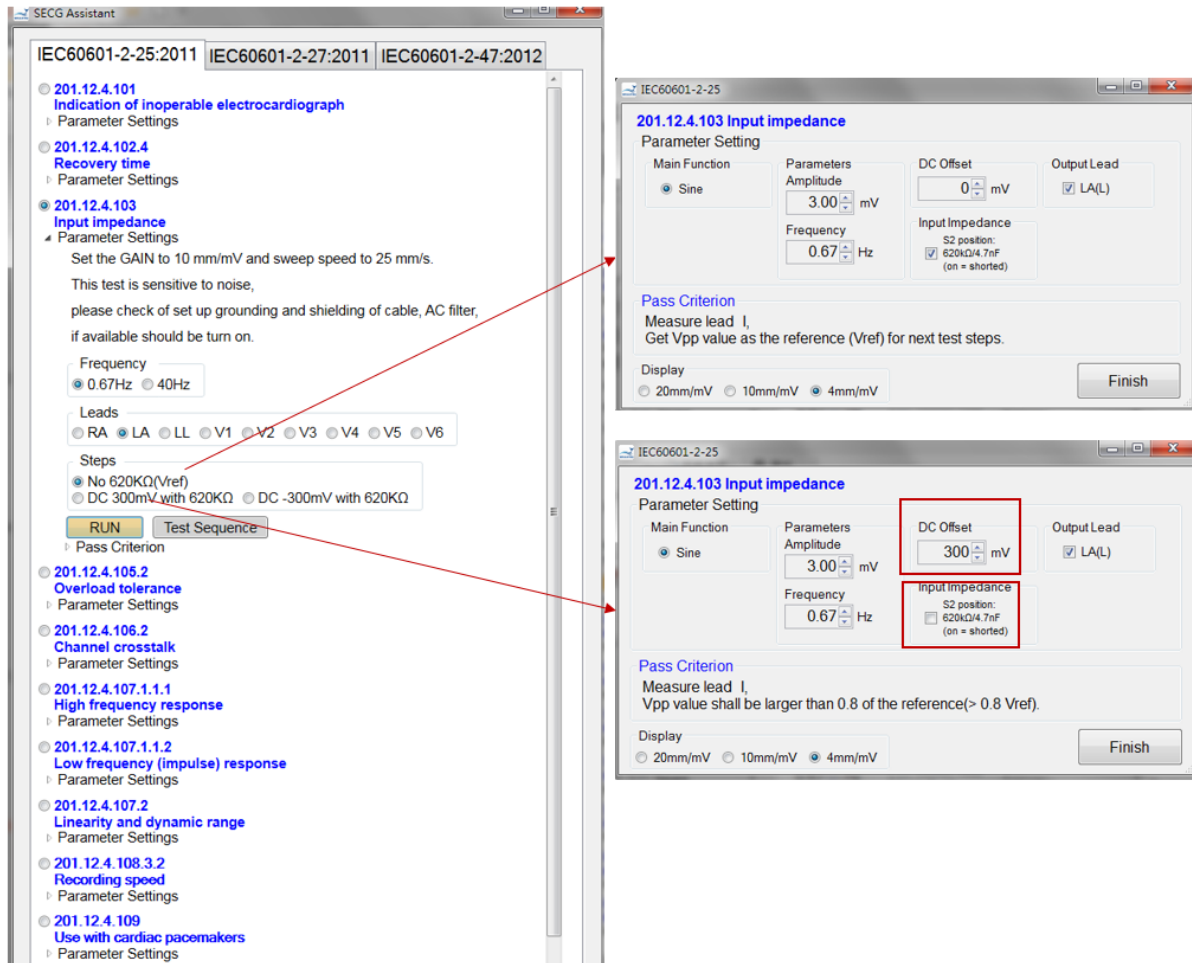 SECG Assistant
IEC60601-2-25:2011 IEC60601-2-27:2011 IEC60601-2-47:2012
201.12.4.101
Indication of inoperable electrocardiograph
Parameter Settings
201.12.4.102.4
Recovery time
Parameter Settings
201.12.4.103
Input impedance
Parameter Settings
Set the GAIN to 10 mm/mV and sweep speed to 25 mm/s.
This test is sensitive to noise,
please check of set up grounding and shielding of cable, AC filter,
if available should be turn on.
Frequency
0.67Hz 40Hz
Leads
RA LA LL V1 V2 V3 V4 V5 V6
Steps
No 620KΩ(Vref)
DC 300mV with 620KΩ DC -300mV with 620KΩ
RUN Test Sequence
Pass Criterion
201.12.4.105.2
Overload tolerance
Parameter Settings
201.12.4.106.2
Channel crosstalk
Parameter Settings
201.12.4.107.1.1.1
High frequency response
Parameter Settings
201.12.4.107.1.1.2
Low frequency (impulse) response
Parameter Settings
201.12.4.107.2
Linearity and dynamic range
Parameter Settings
201.12.4.108.3.2
Recording speed
Parameter Settings
201.12.4.109
Use with cardiac pacemakers
Parameter Settings
IEC60601-2-25
201.12.4.103 Input impedance
Parameter Setting
Main Function Parameters DC Offset Output Lead
Amplitude
Sine 3.00 mV 0 mV LA(L)
Frequency Input Impedance
0.67 Hz S2 position:
620kΩ/4.7nF
(on = shorted)
Pass Criterion
Measure lead I,
Get Vpp value as the reference (Vref) for next test steps.
Display
20mm/mV 10mm/mV 4mm/mV
Finish
IEC60601-2-25
201.12.4.103 Input impedance
Parameter Setting
Main Function Parameters DC Offset Output Lead
Amplitude
Sine 3.00 mV 300 mV LA(L)
Frequency Input Impedance
0.67 Hz S2 position:
620kΩ/4.7nF
(on = shorted)
Pass Criterion
Measure lead I,
Vpp value shall be larger than 0.8 of the reference(> 0.8 Vref).
Display
20mm/mV 10mm/mV 4mm/mV
Finish